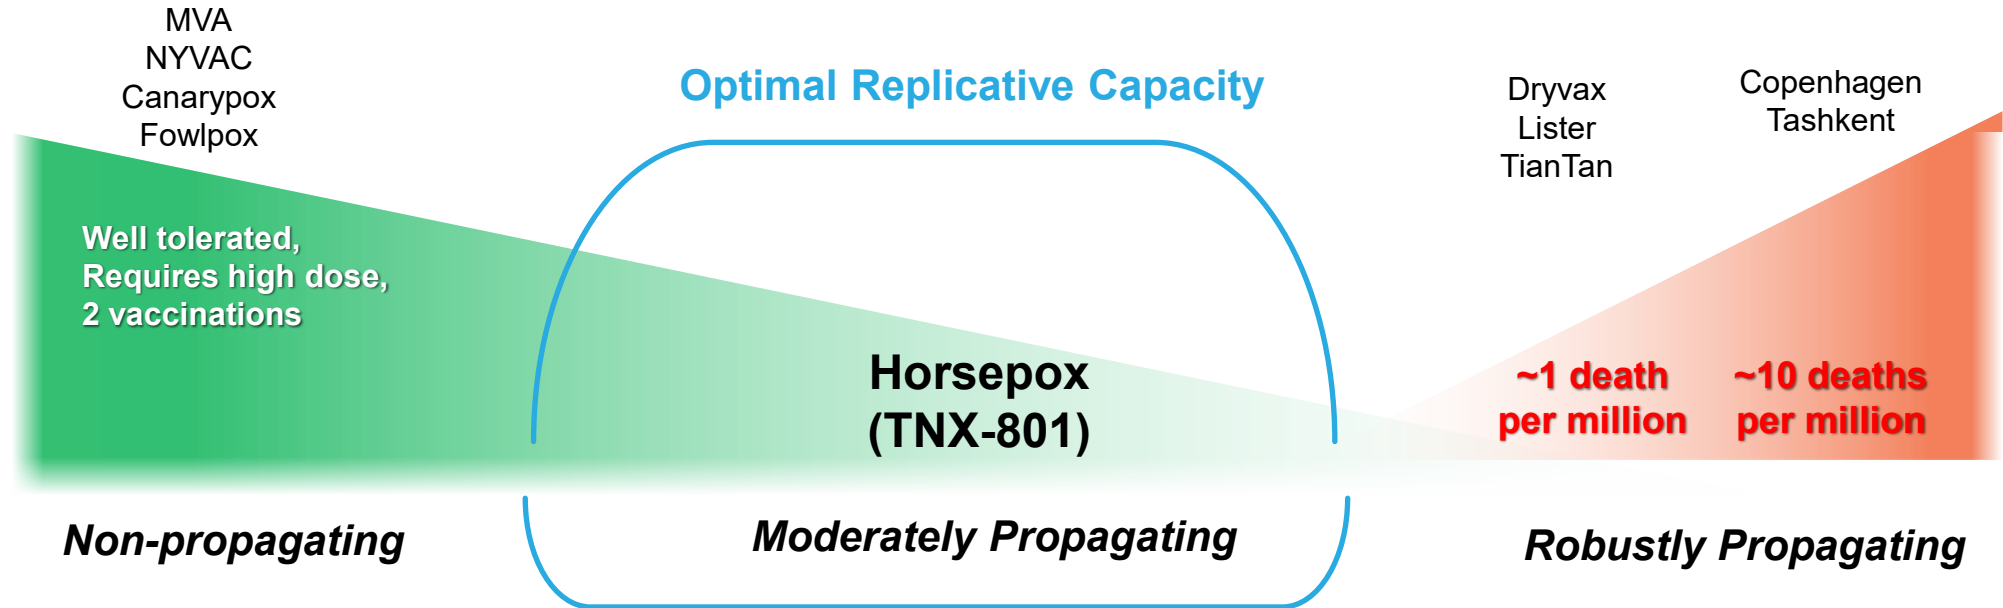 MVA
NYVAC
Canarypox
Fowlpox
Optimal Replicative Capacity
Dryvax
Lister
TianTan
Copenhagen
Tashkent
Well tolerated,
Requires high dose,
2 vaccinations
Horsepox
(TNX-801)
~1 death
per million
~10 deaths
per million
Non-propagating
Moderately Propagating
Robustly Propagating